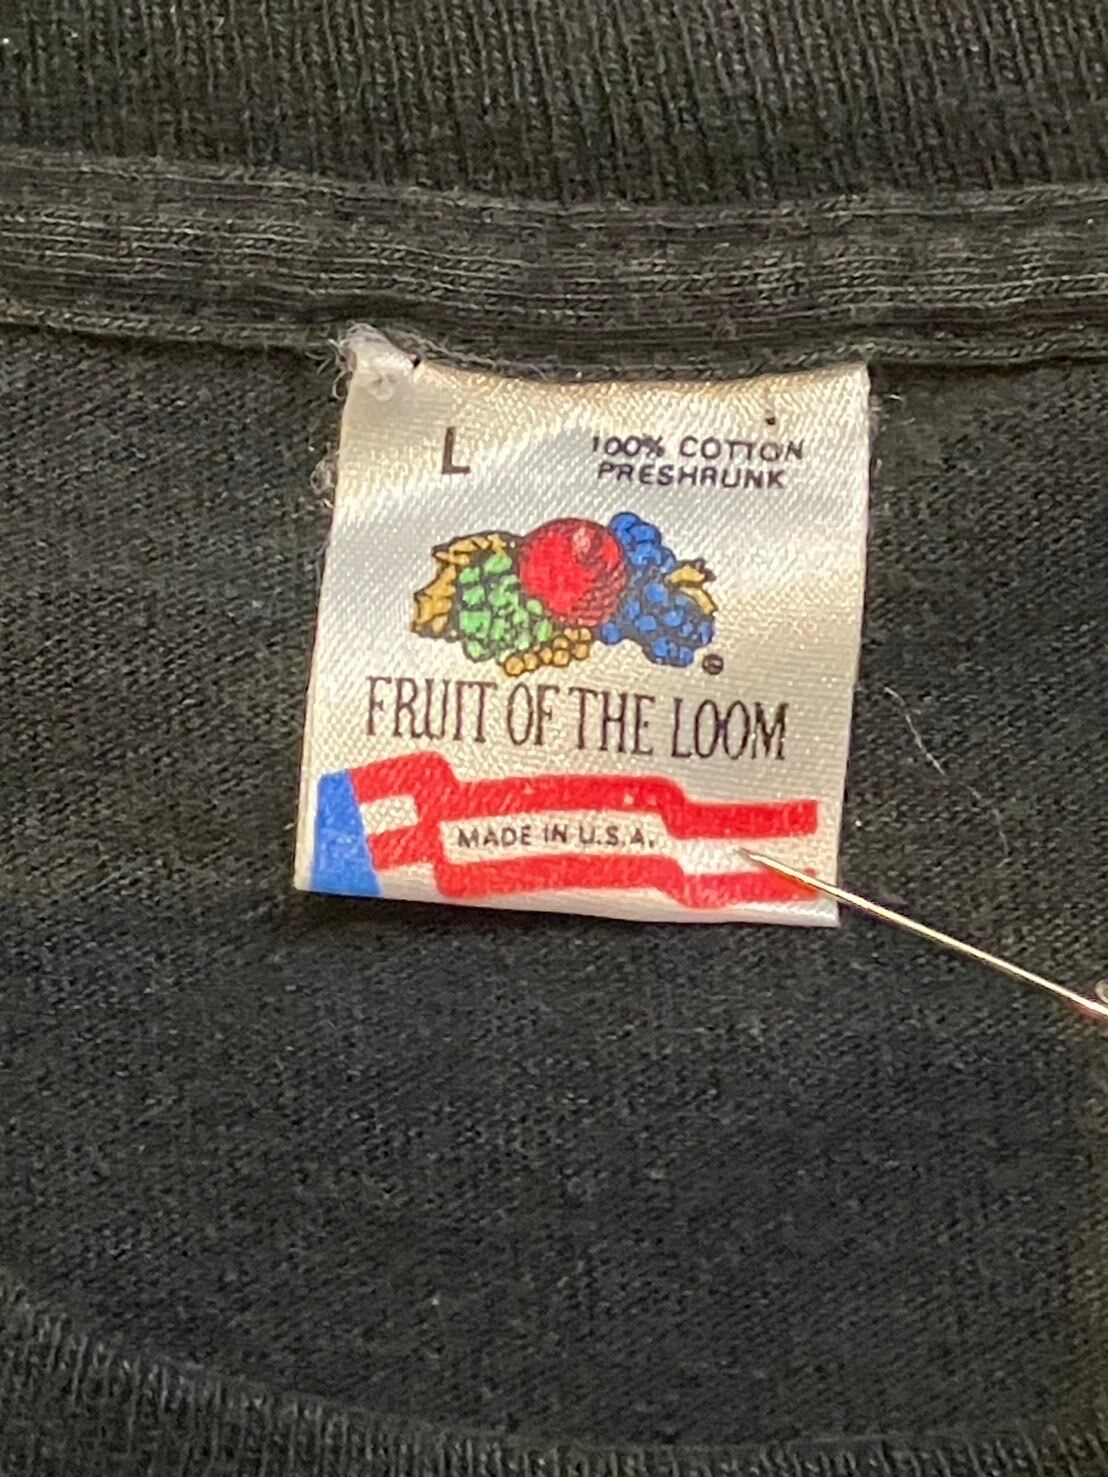 L
100% COTTON
PRESHRUNK
®
FRUIT OF THE LOOM
MADE IN U.S.A.